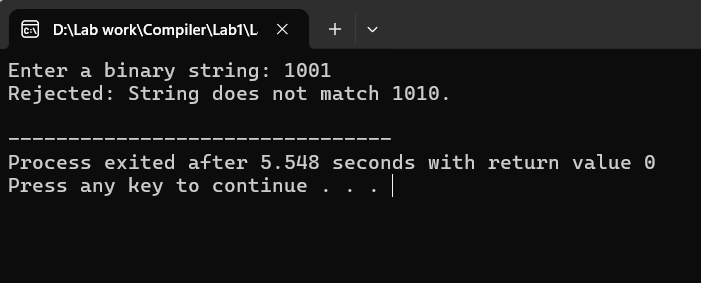 D:\Lab work\Compiler\Lab1\L
Enter a binary string: 1001
Rejected: String does not match 1010.
--------------------------------
Process exited after 5.548 seconds with return value 0
Press any key to continue . . .